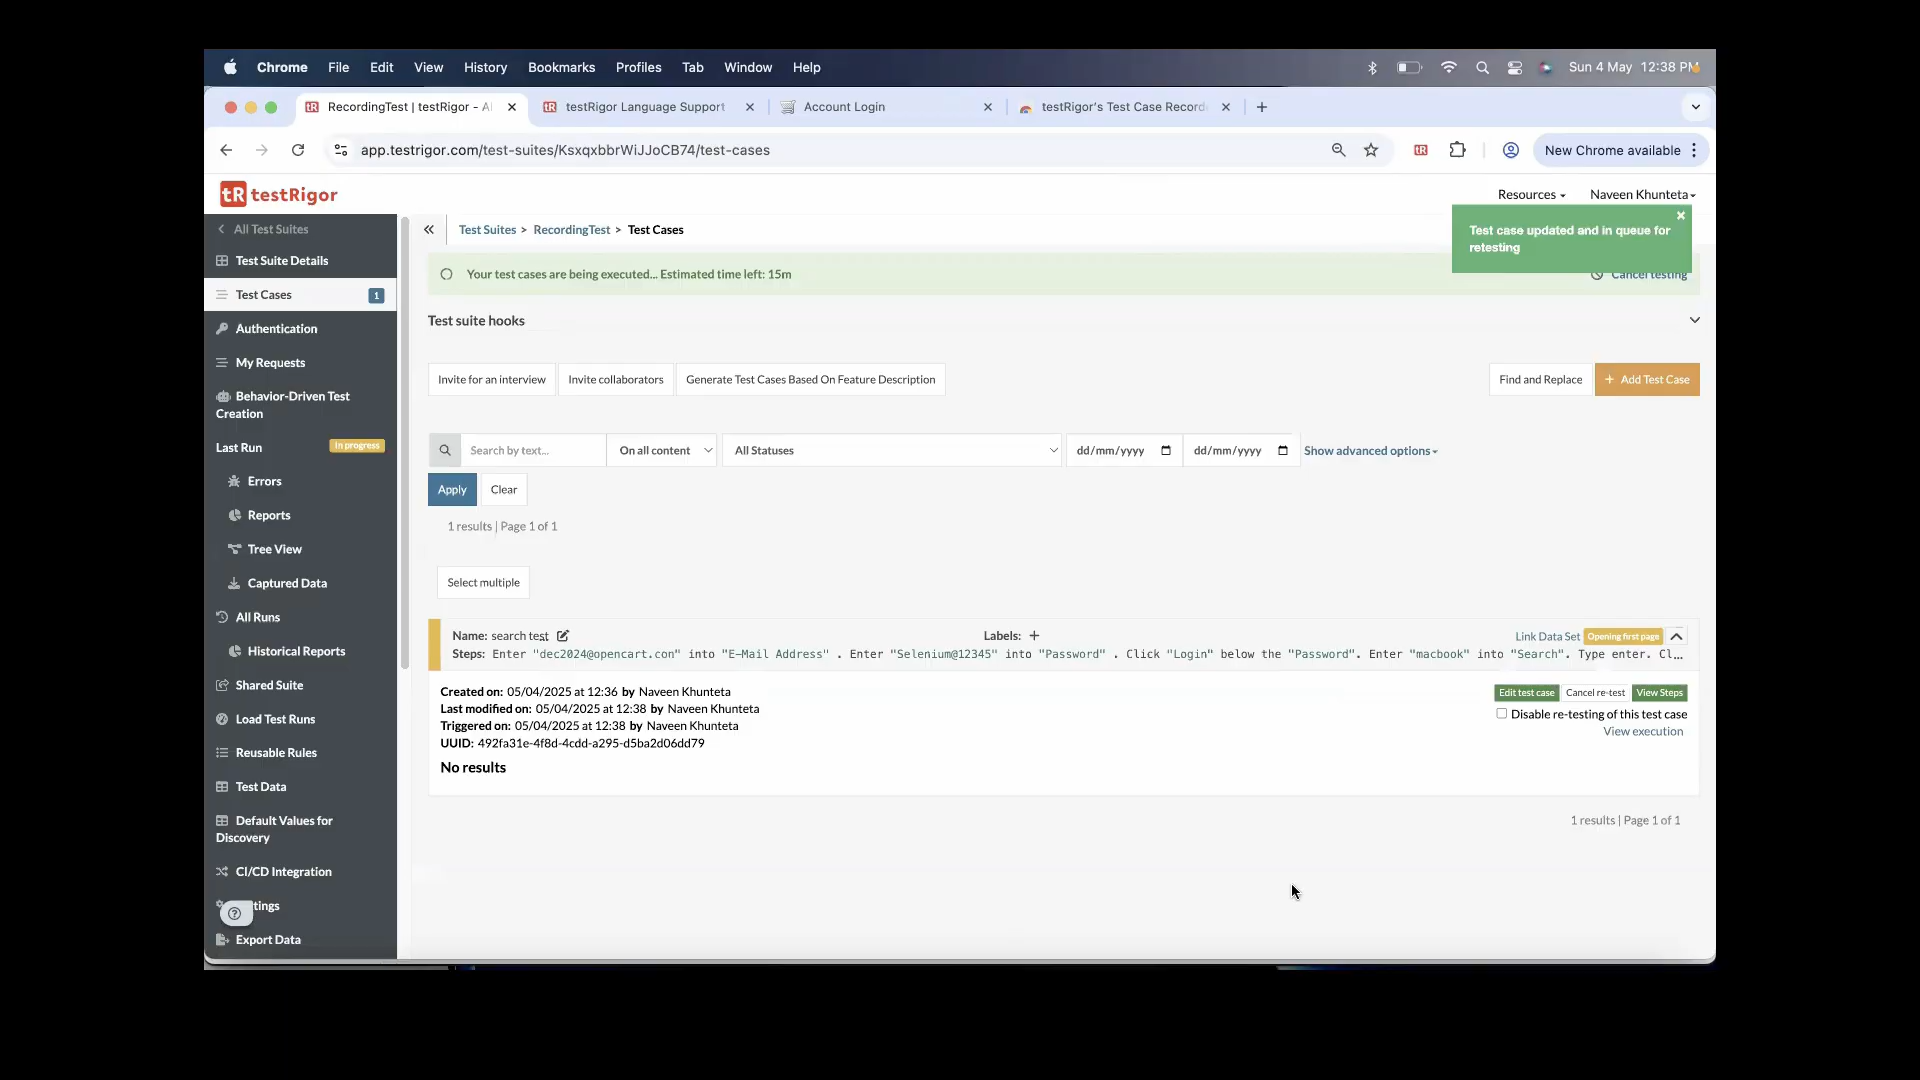 Chrome File Edit View History Bookmarks Profiles Tab Window Help Sun 4 May 12:38 PM
RecordingTest | testRigor - AI testRigor Language Support Account Login testRigor's Test Case Record
app.testrigor.com/test-suites/KsxqxbbrWiJJoCB74/test-cases New Chrome available
tR testRigor Resources Naveen Khunteta
All Test Suites
Test Suite Details
Test Cases 1
Authentication
My Requests
Behavior-Driven Test
Creation
Last Run In progress
Errors
Reports
Tree View
Captured Data
All Runs
Historical Reports
Shared Suite
Load Test Runs
Reusable Rules
Test Data
Default Values for
Discovery
CI/CD Integration
tings
Export Data
Test Suites > RecordingTest > Test Cases
Test case updated and in queue for
retesting
Your test cases are being executed... Estimated time left: 15m Cancel testing
Test suite hooks
Invite for an interview Invite collaborators Generate Test Cases Based On Feature Description Find and Replace + Add Test Case
Search by text... On all content All Statuses dd/mm/yyyy dd/mm/yyyy Show advanced options
Apply Clear
1 results | Page 1 of 1
Select multiple
Name: search test Labels: + Link Data Set Opening first page
Steps: Enter "dec2024@opencart.con" into "E-Mail Address" . Enter "Selenium@12345" into "Password" . Click "Login" below the "Password". Enter "macbook" into "Search". Type enter. Cl...
Created on: 05/04/2025 at 12:36 by Naveen Khunteta Edit test case Cancel re-test View Steps
Last modified on: 05/04/2025 at 12:38 by Naveen Khunteta Disable re-testing of this test case
Triggered on: 05/04/2025 at 12:38 by Naveen Khunteta View execution
UUID: 492fa31e-4f8d-4cdd-a295-d5ba2d06dd79
No results
1 results | Page 1 of 1